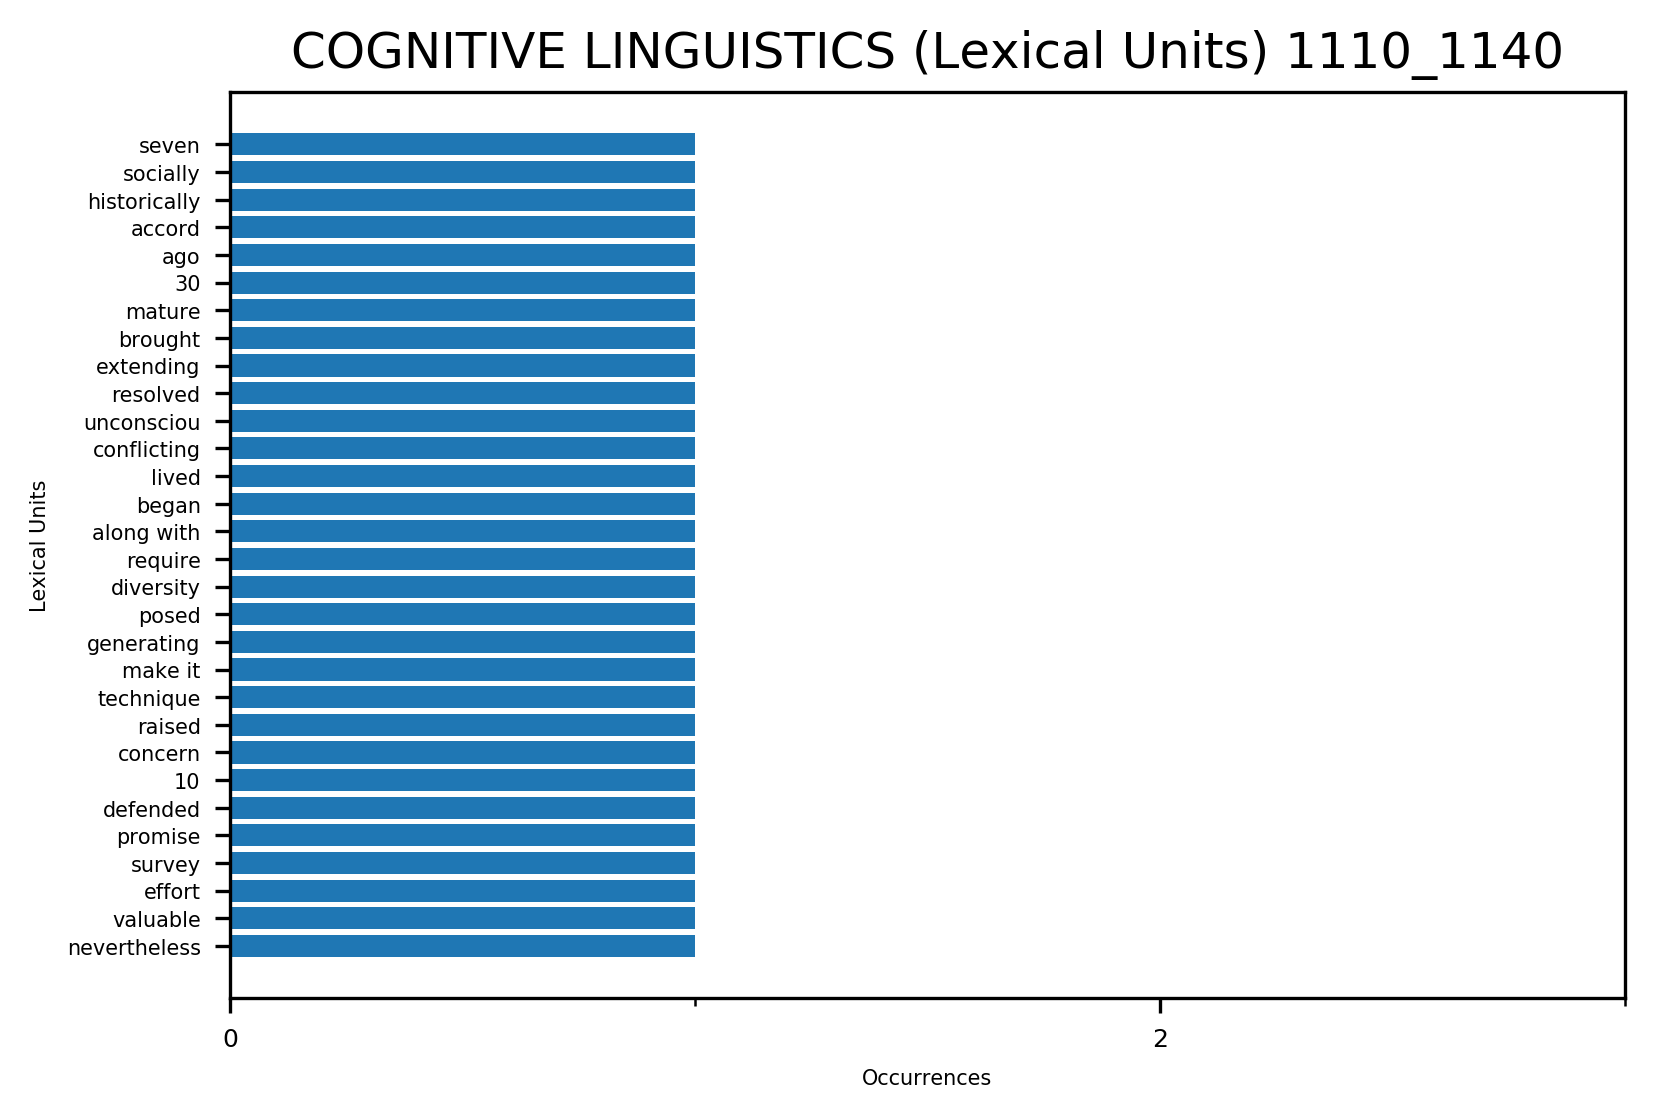 COGNITIVE LINGUISTICS (Lexical Units) 1110_1140
seven
socially
historically
accord
ago
30
mature
brought
extending
resolved
unconsciou
conflicting
lived
began
along with
require
diversity
posed
generating
make it
technique
raised
concern
10
defended
promise
survey
effort
valuable
nevertheless
Lexical Units
0 2
Occurrences